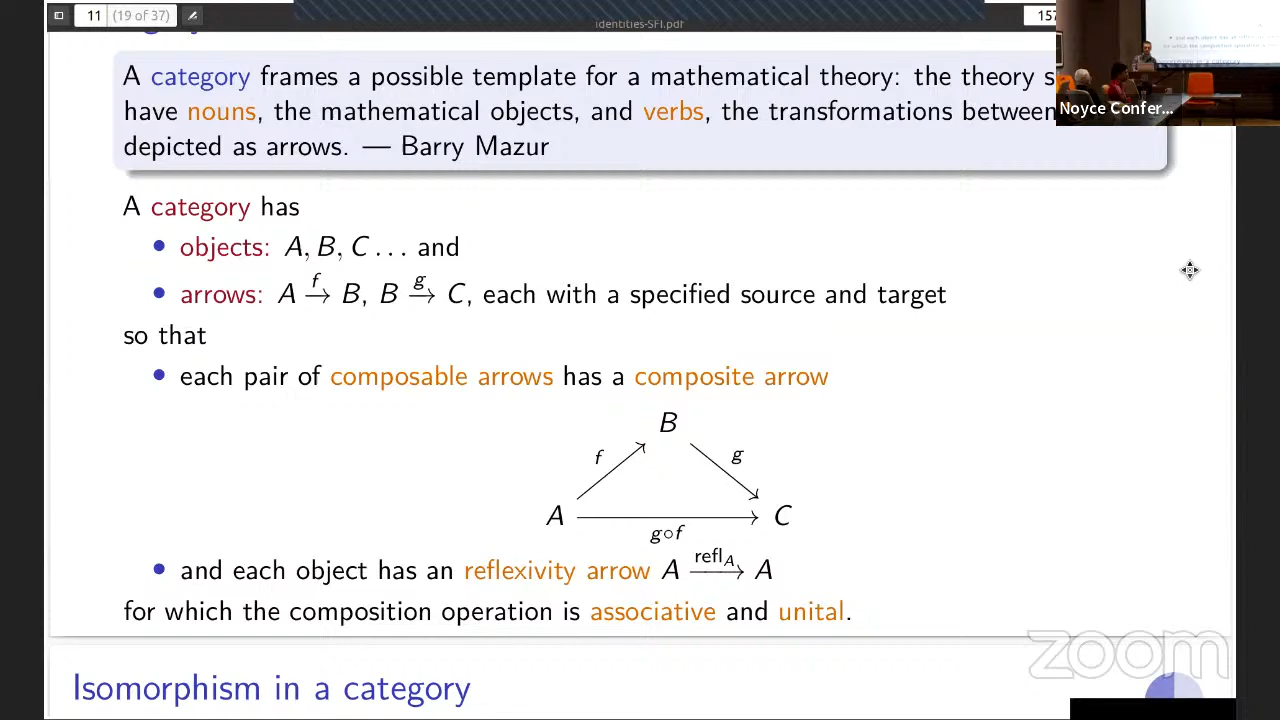 11 (19 of 37)
identities-SFI.pdf
157
A category frames a possible template for a mathematical theory: the theory
have nouns, the mathematical objects, and verbs, the transformations between
depicted as arrows. — Barry Mazur
Noyce Confer...
A category has
• objects: A, B, C ... and
• arrows: A f→ B, B g→ C, each with a specified source and target
so that
• each pair of composable arrows has a composite arrow
B
f g
A C
g∘f
• and each object has an reflexivity arrow A refl_A→ A
for which the composition operation is associative and unital.
zoom
Isomorphism in a category